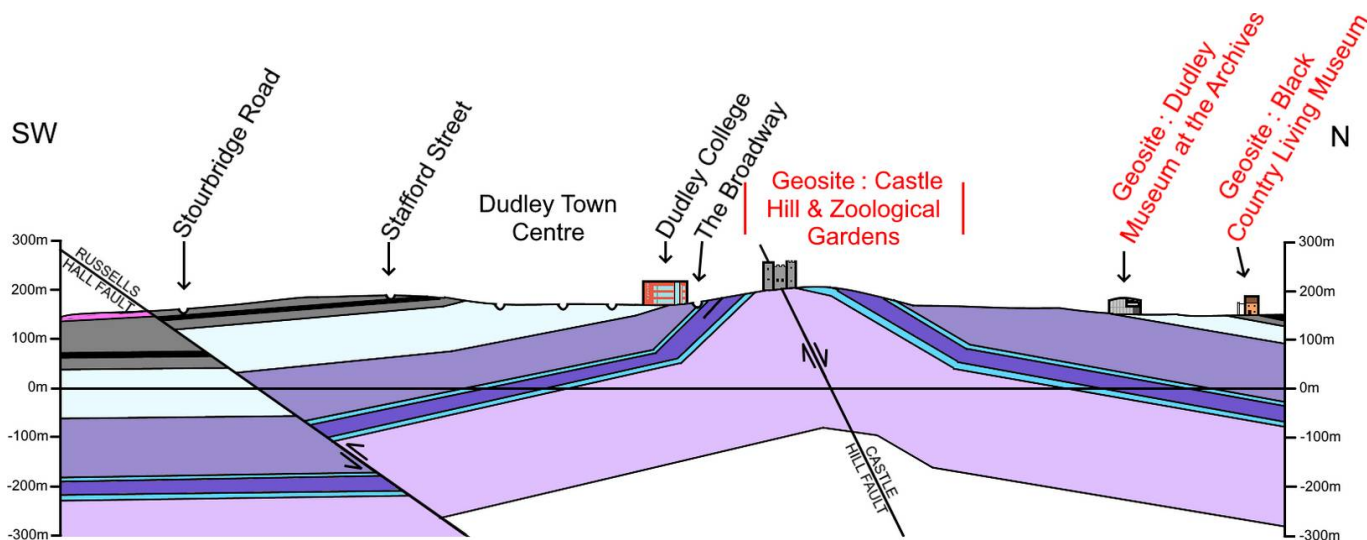 SW
N
Stourbridge Road
Stafford Street
Dudley Town
Centre
Dudley College
The Broadway
Geosite : Castle
Hill & Zoological
Gardens
Geosite : Dudley
Museum at the Archives
Geosite : Black
Country Living Museum
300m
200m
100m
0m
-100m
-200m
-300m
RUSSELLS
HALL FAULT
CASTLE
HILL FAULT
300m
200m
100m
0m
-100m
-200m
-300m